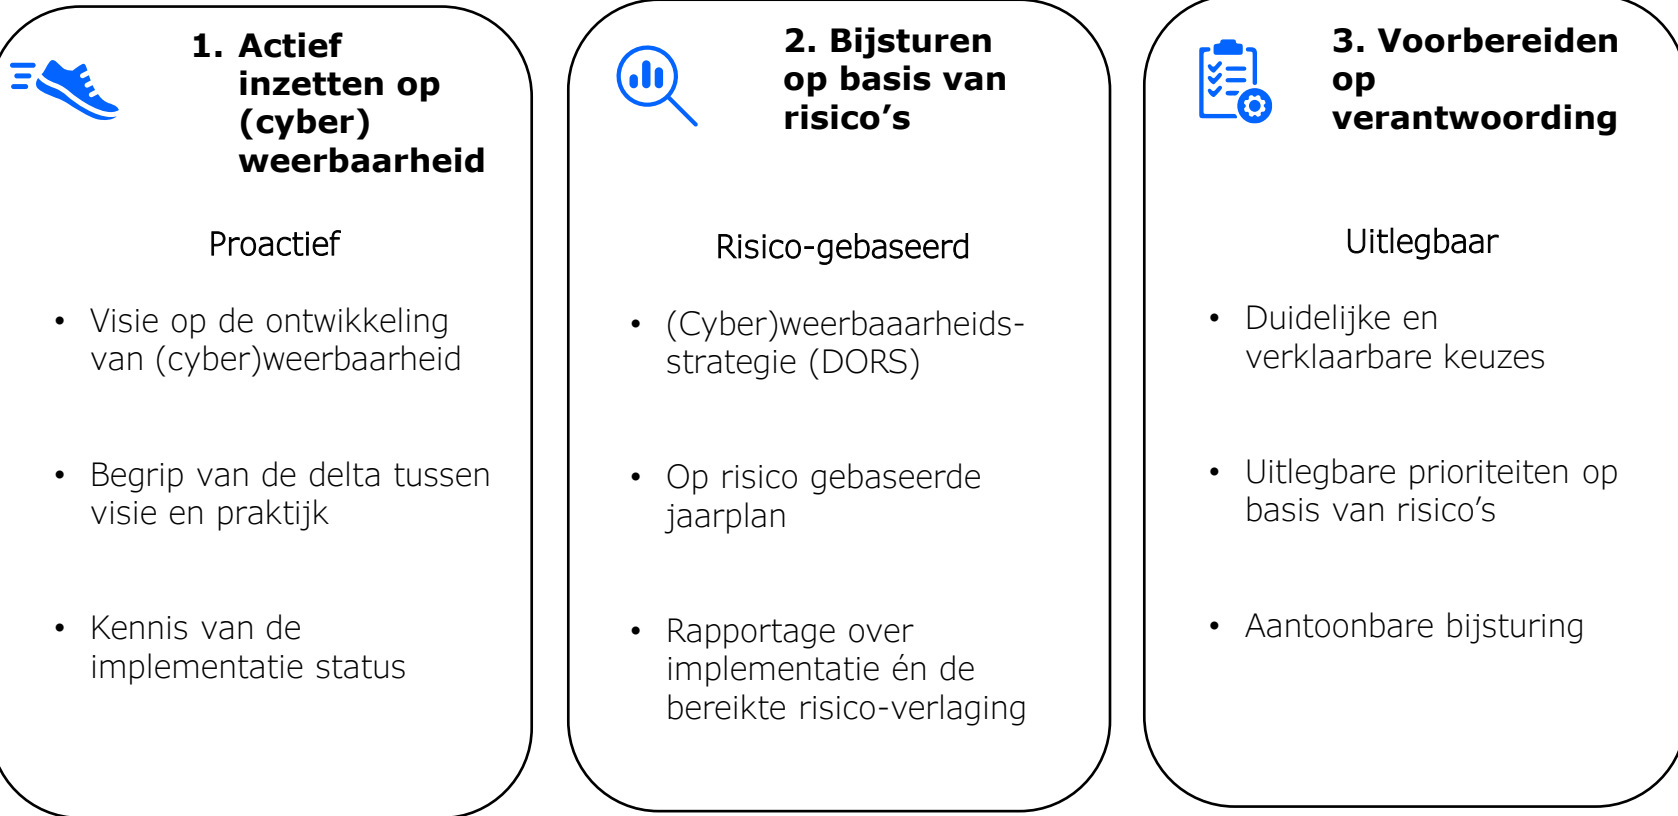 1. Actief
inzetten op
(cyber)
weerbaarheid
Proactief
• Visie op de ontwikkeling
van (cyber)weerbaarheid
• Begrip van de delta tussen
visie en praktijk
• Kennis van de
implementatie status
2. Bijsturen
op basis van
risico’s
Risico-gebaseerd
• (Cyber)weerbaaarheids-
strategie (DORS)
• Op risico gebaseerde
jaarplan
• Rapportage over
implementatie én de
bereikte risico-verlaging
3. Voorbereiden
op
verantwoording
Uitlegbaar
• Duidelijke en
verklaarbare keuzes
• Uitlegbare prioriteiten op
basis van risico’s
• Aantoonbare bijsturing